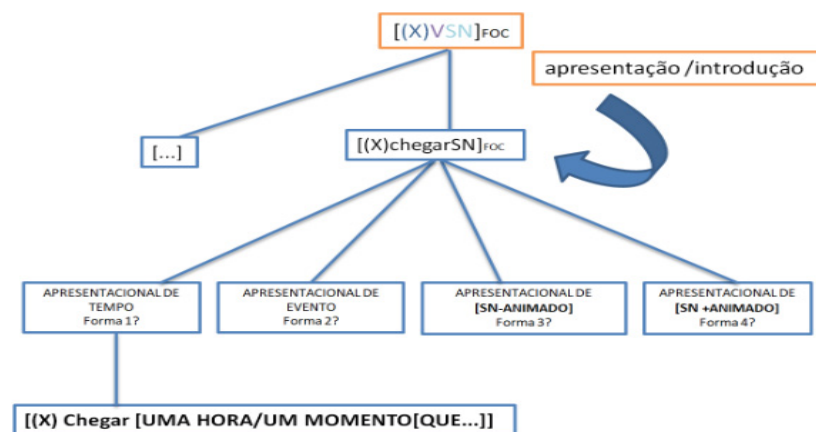 [(X)VSN]FOC
apresentação /introdução
[...]
[(X)chegarSN]FOC
APRESENTACIONAL DE
TEMPO
Forma 1?
APRESENTACIONAL DE
EVENTO
Forma 2?
APRESENTACIONAL DE
[SN-ANIMADO]
Forma 3?
APRESENTACIONAL DE
[SN +ANIMADO]
Forma 4?
[(X) Chegar [UMA HORA/UM MOMENTO[QUE...]]